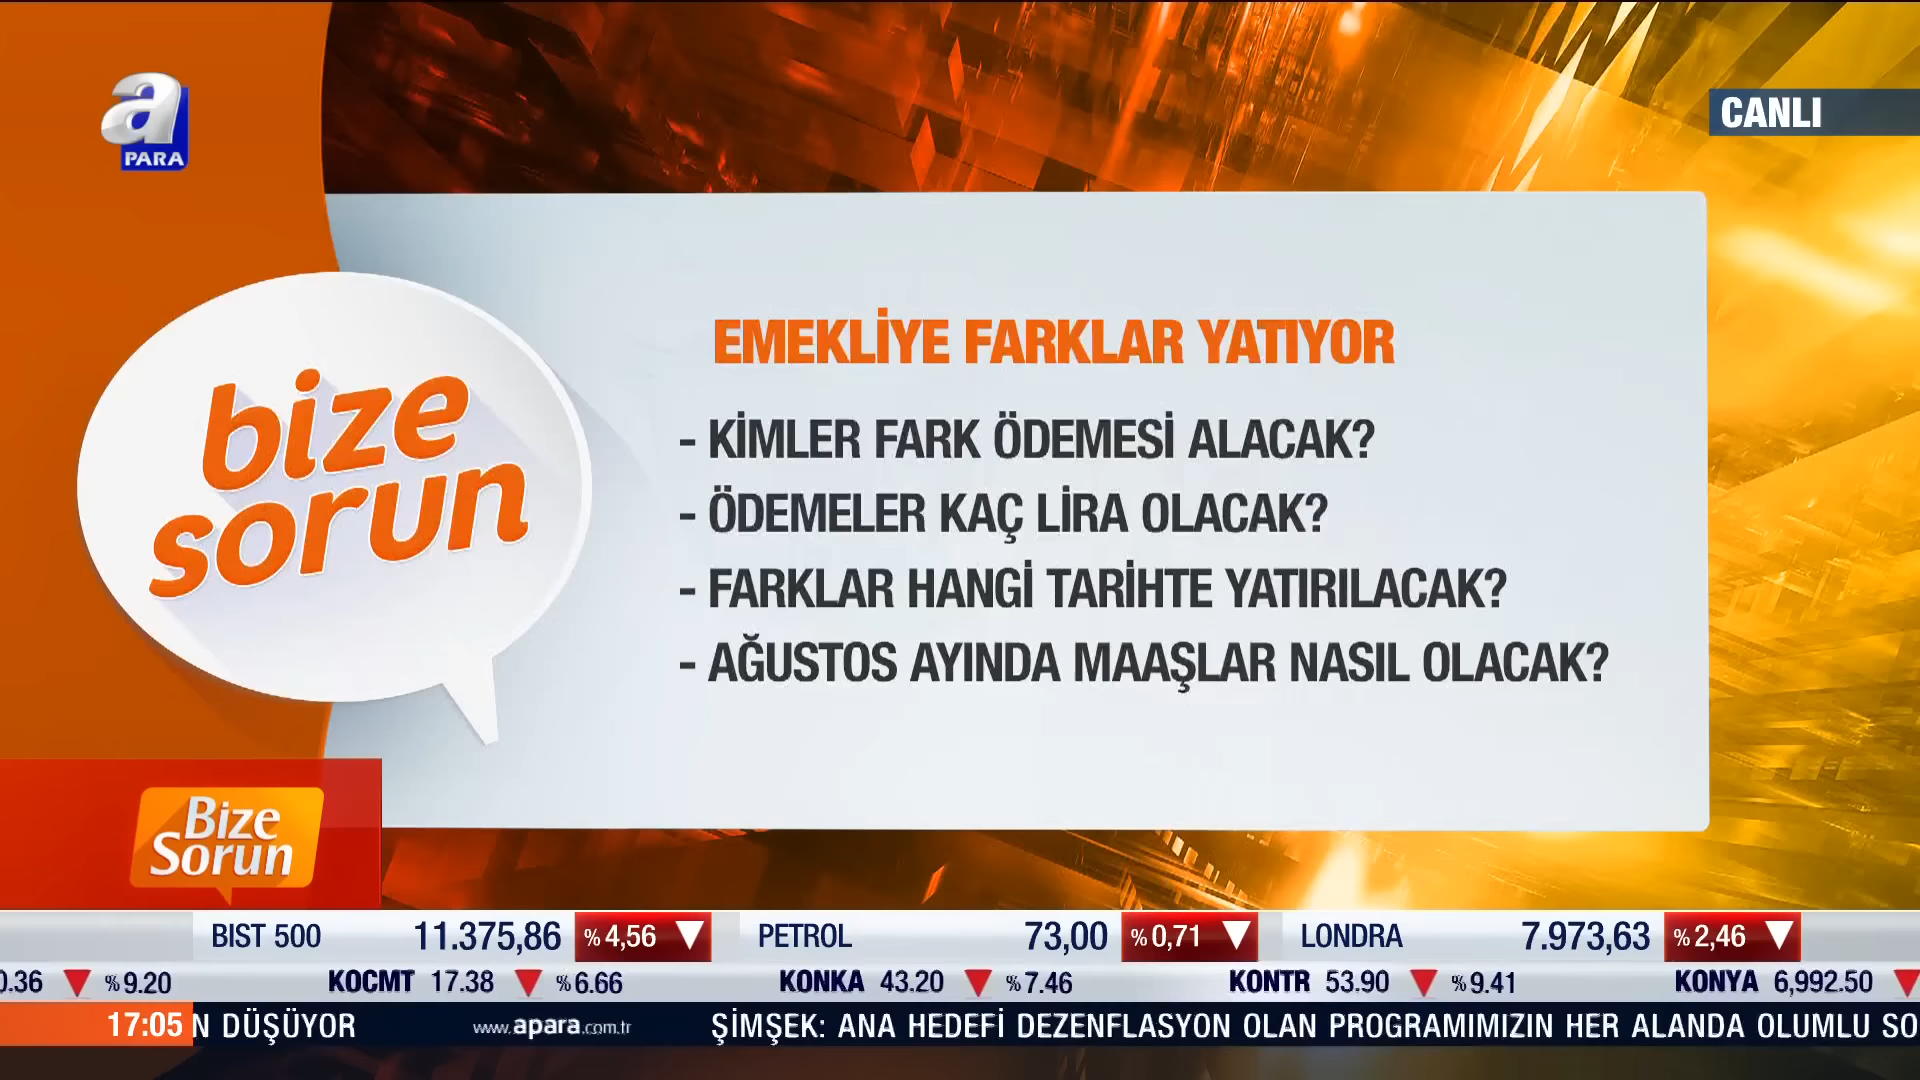 a
PARA
CANLI
EMEKLİYE FARKLAR YATIYOR
- KİMLER FARK ÖDEMESİ ALACAK?
- ÖDEMELER KAÇ LİRA OLACAK?
- FARKLAR HANGİ TARİHTE YATIRILACAK?
- AĞUSTOS AYINDA MAAŞLAR NASIL OLACAK?
bize
sorun
Bize
Sorun
BIST 500 11.375,86 %4,56 PETROL 73,00 %0,71 LONDRA 7.973,63 %2,46
0.36 %9.20 KOCMT 17.38 %6.66 KONKA 43.20 %7.46 KONTR 53.90 %9.41 KONYA 6,992.50
17:05 N DÜŞÜYOR www.apara.com.tr ŞİMŞEK: ANA HEDEFİ DEZENFLASYON OLAN PROGRAMIMIZIN HER ALANDA OLUMLU SO